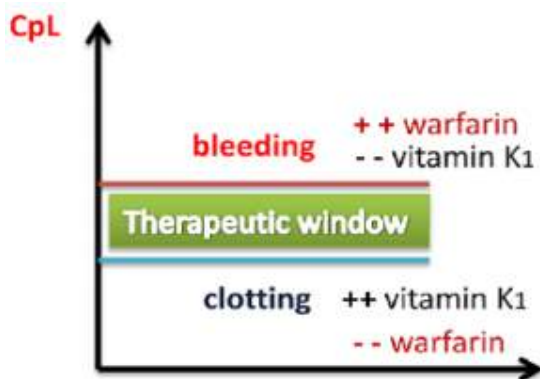 CpL
++ warfarin
bleeding
-- vitamin K1
Therapeutic window
clotting ++ vitamin K1
-- warfarin